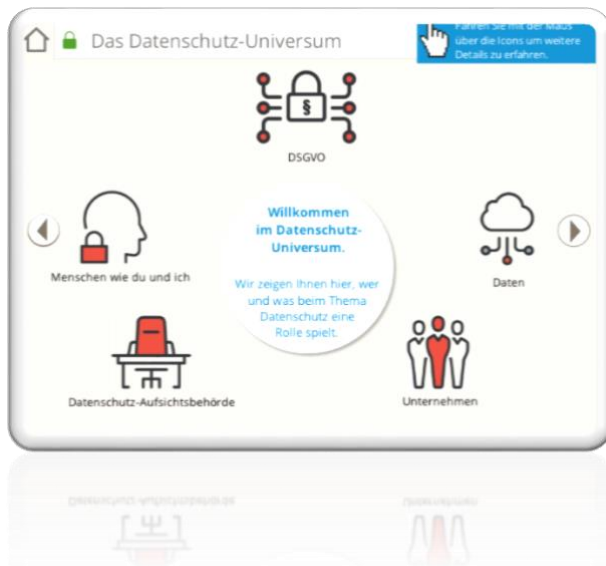 Das Datenschutz-Universum
Fahren Sie mit der Maus
über die Icons um weitere
Details zu erfahren.
§
DSGVO
Willkommen
im Datenschutz-
Universum.
Wir zeigen Ihnen hier, wer
und was beim Thema
Datenschutz eine
Rolle spielt.
Menschen wie du und ich
Daten
Datenschutz-Aufsichtsbehörde
Unternehmen